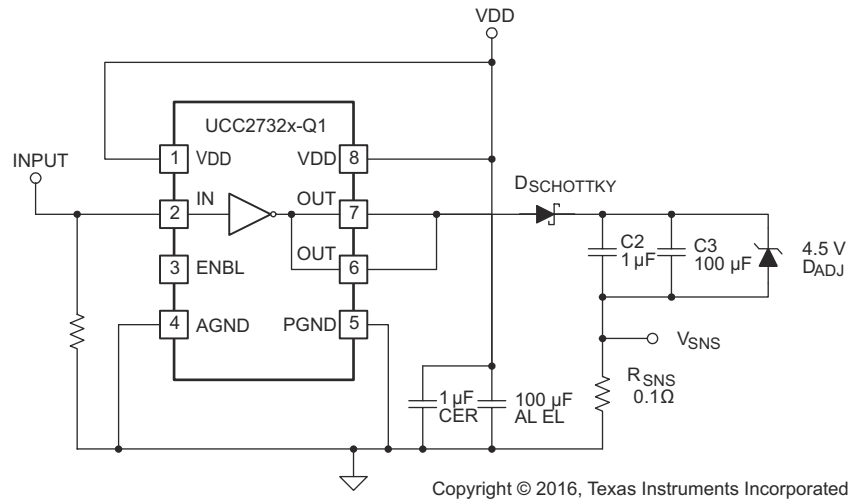 VDD
UCC2732x-Q1
INPUT
1 VDD VDD 8
DSCHOTTKY
2 IN OUT 7
C2
1 µF
C3
100 µF
4.5 V
DADJ
3 ENBL OUT 6
4 AGND PGND 5
VSNS
1 µF
CER
100 µF
AL EL
RSNS
0.1Ω
Copyright © 2016, Texas Instruments Incorporated